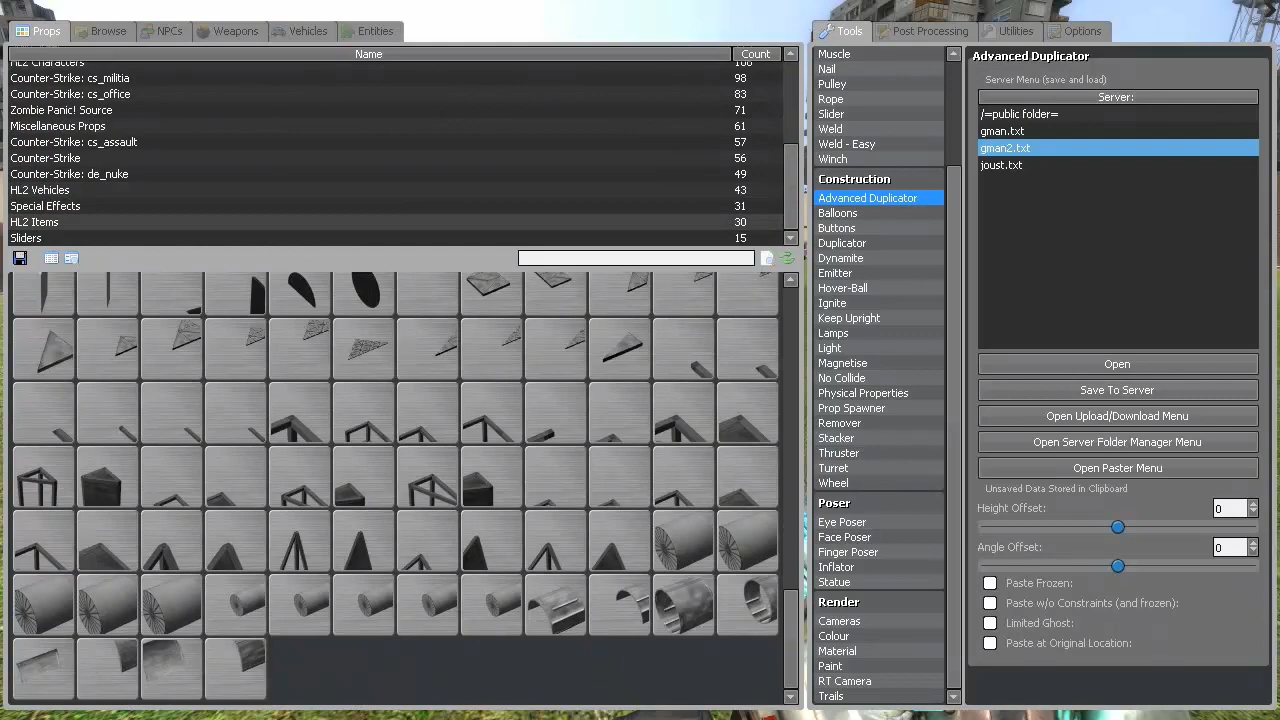 Props Browse NPCs Weapons Vehicles Entities
Name Count
HL2 Characters 108
Counter-Strike: cs_militia 98
Counter-Strike: cs_office 83
Zombie Panic! Source 71
Miscellaneous Props 61
Counter-Strike: cs_assault 57
Counter-Strike 56
Counter-Strike: de_nuke 49
HL2 Vehicles 43
Special Effects 31
HL2 Items 30
Sliders 15
Tools Post Processing Utilities Options
Muscle
Nail
Pulley
Rope
Slider
Weld
Weld - Easy
Winch
Construction
Advanced Duplicator
Balloons
Buttons
Duplicator
Dynamite
Emitter
Hover-Ball
Ignite
Keep Upright
Lamps
Light
Magnetise
No Collide
Physical Properties
Prop Spawner
Remover
Stacker
Thruster
Turret
Wheel
Poser
Eye Poser
Face Poser
Finger Poser
Inflator
Statue
Render
Cameras
Colour
Material
Paint
RT Camera
Trails
Advanced Duplicator
Server Menu (save and load)
Server:
/=public folder=
gman.txt
gman2.txt
joust.txt
Open
Save To Server
Open Upload/Download Menu
Open Server Folder Manager Menu
Open Paster Menu
Unsaved Data Stored in Clipboard
Height Offset: 0
Angle Offset: 0
Paste Frozen:
Paste w/o Constraints (and frozen):
Limited Ghost:
Paste at Original Location: